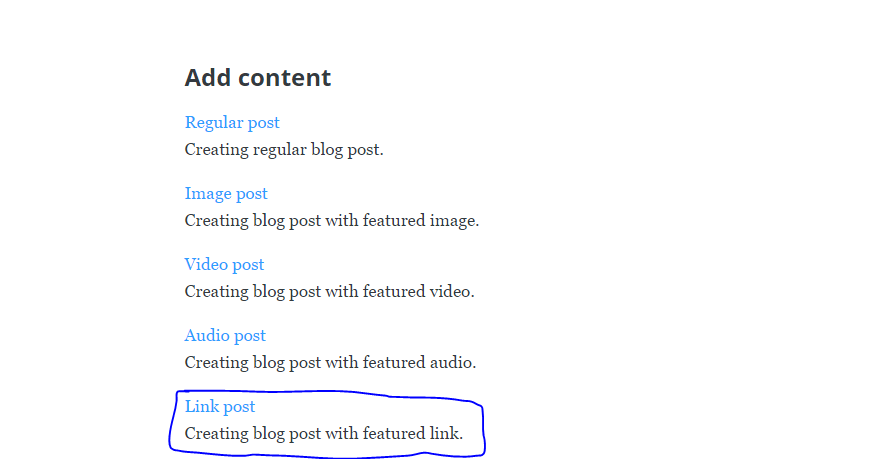 Add content
Regular post
Creating regular blog post.
Image post
Creating blog post with featured image.
Video post
Creating blog post with featured video.
Audio post
Creating blog post with featured audio.
Link post
Creating blog post with featured link.